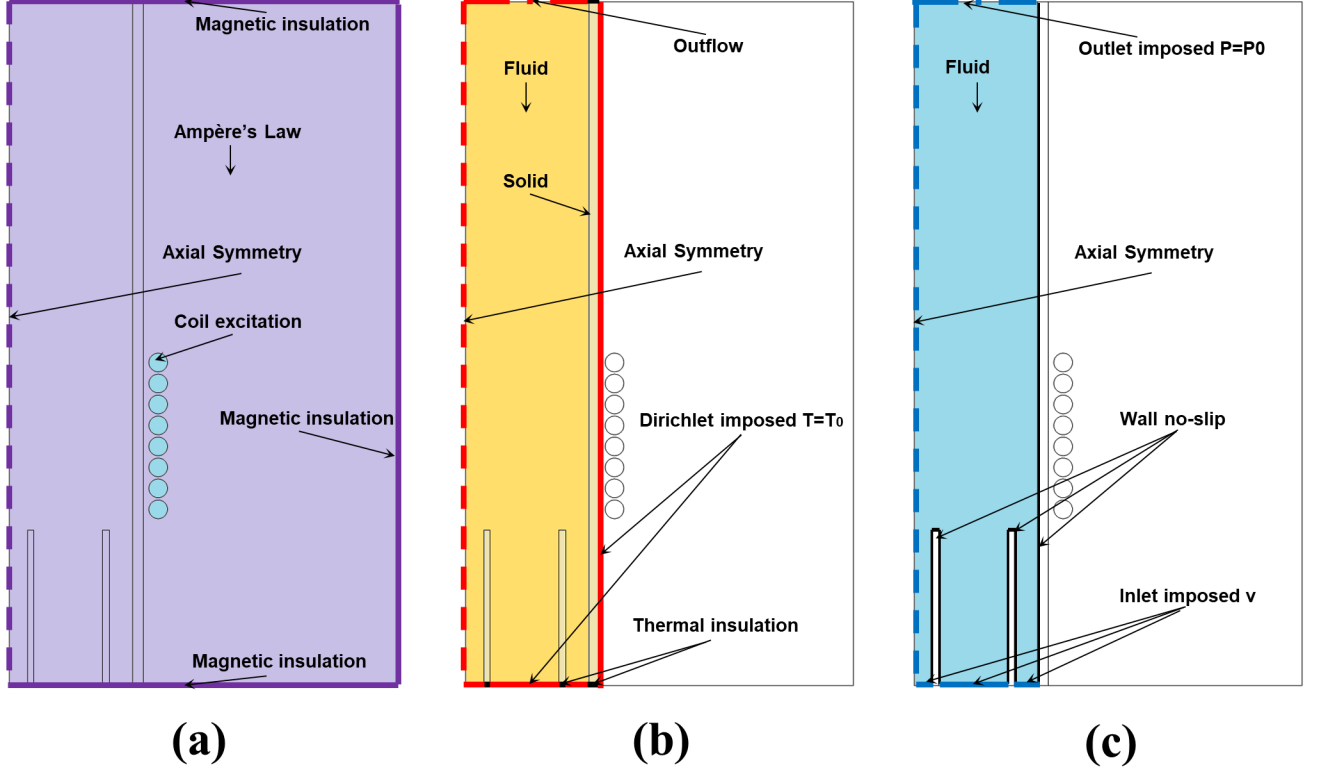 Magnetic insulation
Ampère's Law
Axial Symmetry
Coil excitation
Magnetic insulation
Magnetic insulation
(a)
Outflow
Fluid
Solid
Axial Symmetry
Dirichlet imposed T=T₀
Thermal insulation
(b)
Outlet imposed P=P0
Fluid
Axial Symmetry
Wall no-slip
Inlet imposed v
(c)